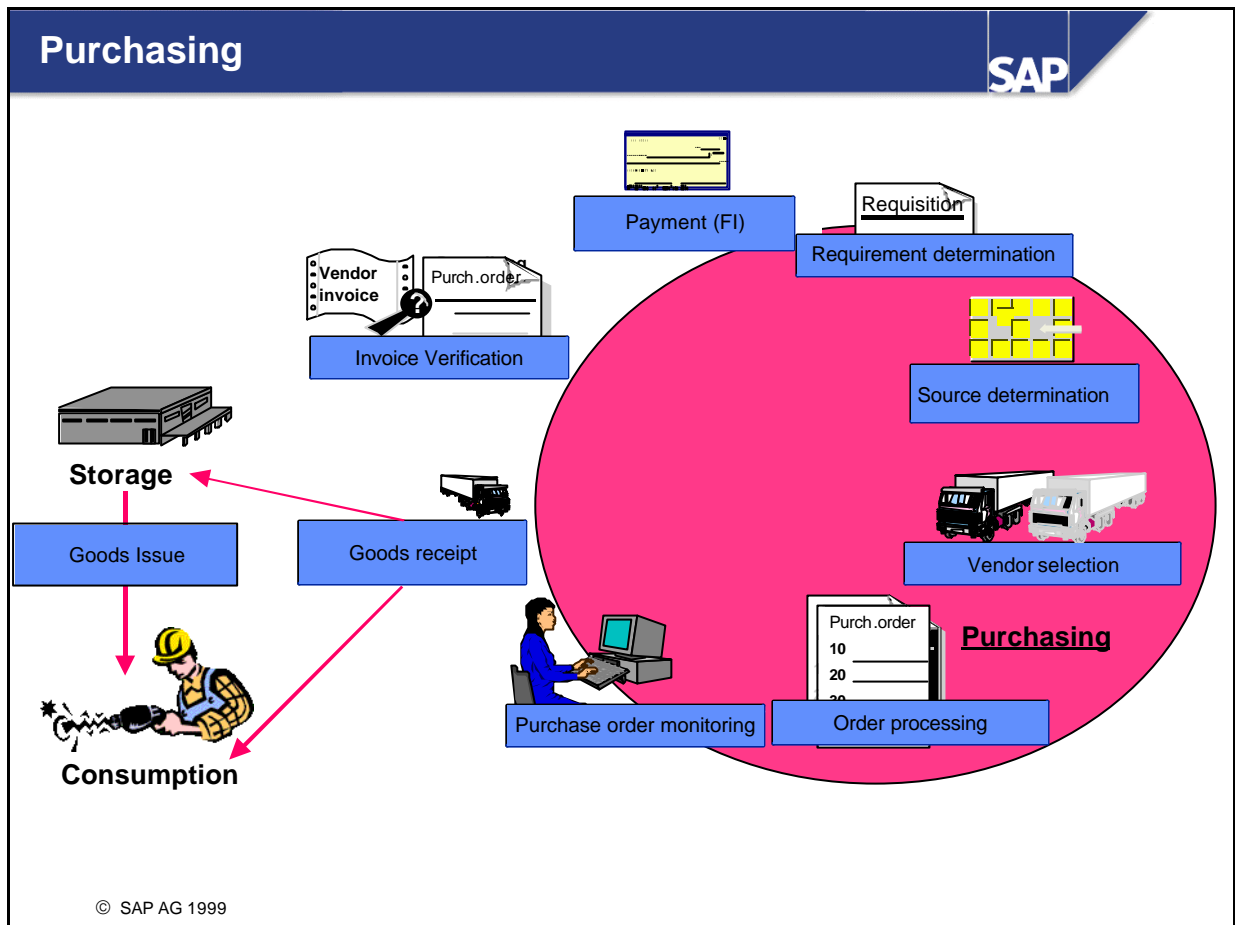 Purchasing
SAP
Payment (FI)
Requisition
Requirement determination
Vendor
invoice
Purch.order
Invoice Verification
Source determination
Storage
Goods Issue
Goods receipt
Vendor selection
Purch.order
10
20
Purchasing
Purchase order monitoring
Order processing
Consumption
© SAP AG 1999